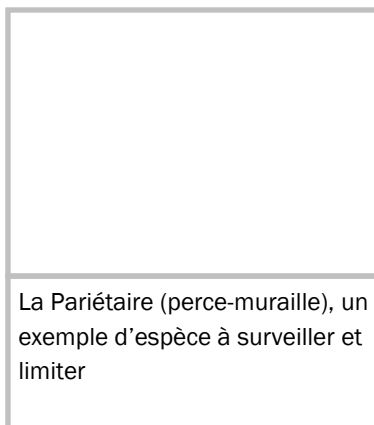 La Pariétaire (perce-muraille), un
exemple d’espèce à surveiller et
limiter